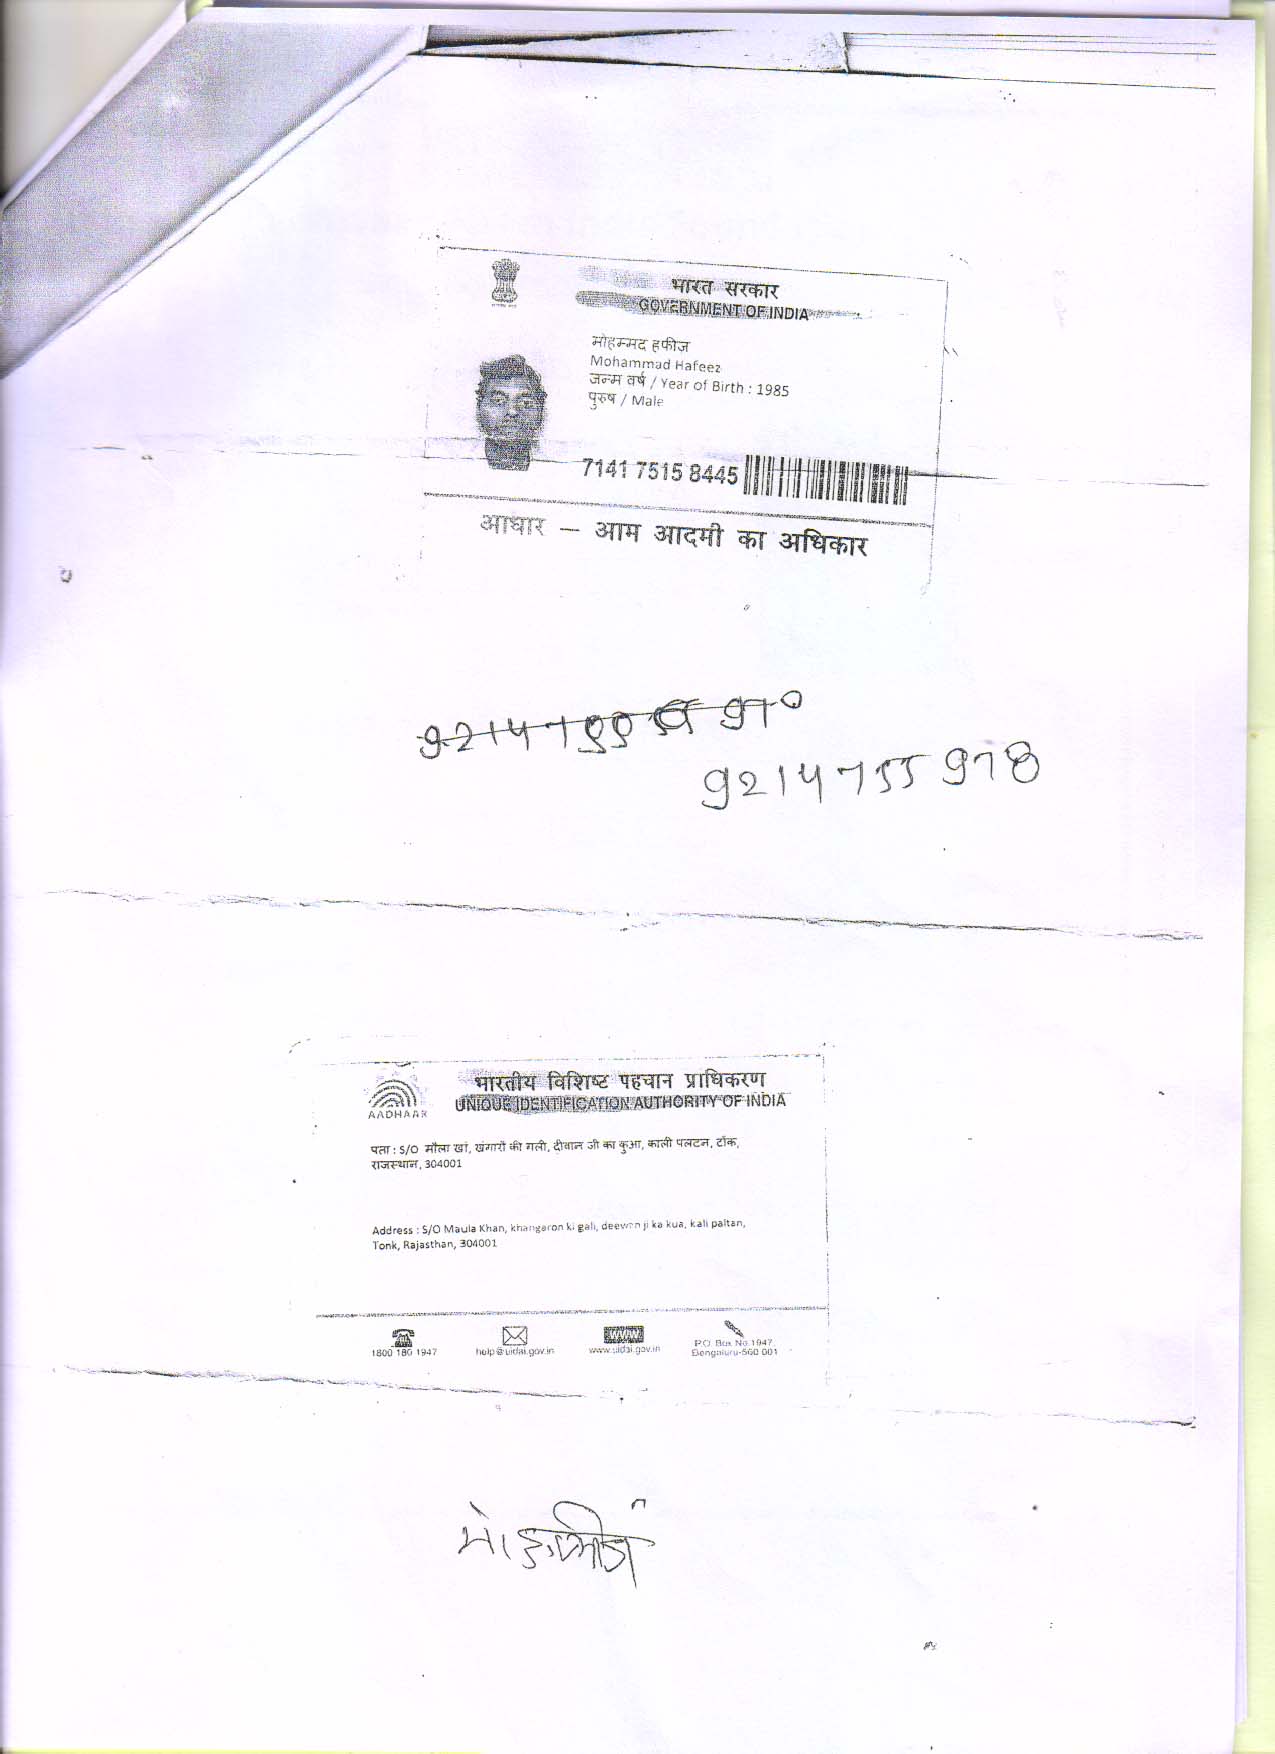 भारत सरकार
GOVERNMENT OF INDIA
मोहम्मद हफीज
Mohammad Hafeez
जन्म वर्ष / Year of Birth : 1985
पुरुष / Male
7141 7515 8445
आधार – आम आदमी का अधिकार
9214755978
भारतीय विशिष्ट पहचान प्राधिकरण
UNIQUE IDENTIFICATION AUTHORITY OF INDIA
AADHAAR
पता : S/O मौला खां, खंगारों की गली, दीवान जी का कुआ, काली पलटन, टोंक,
राजस्थान, 304001
Address : S/O Maula Khan, khangaron ki gali, deewan ji ka kua, kali paltan,
Tonk, Rajasthan, 304001
1800 180 1947 help@uidai.gov.in www.uidai.gov.in P.O. Box No.1947,
Bengaluru-560 001